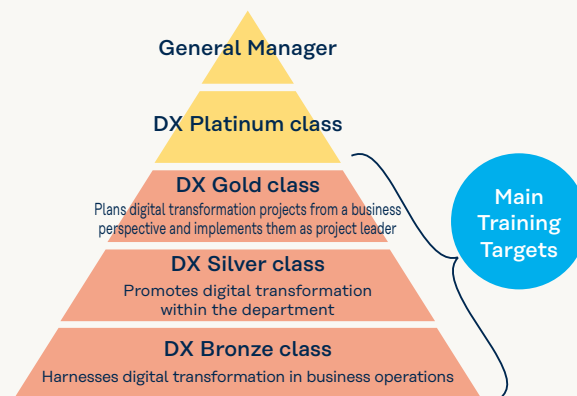 General Manager
DX Platinum class
DX Gold class
Plans digital transformation projects from a business
perspective and implements them as project leader
DX Silver class
Promotes digital transformation
within the department
DX Bronze class
Harnesses digital transformation in business operations
Main
Training
Targets